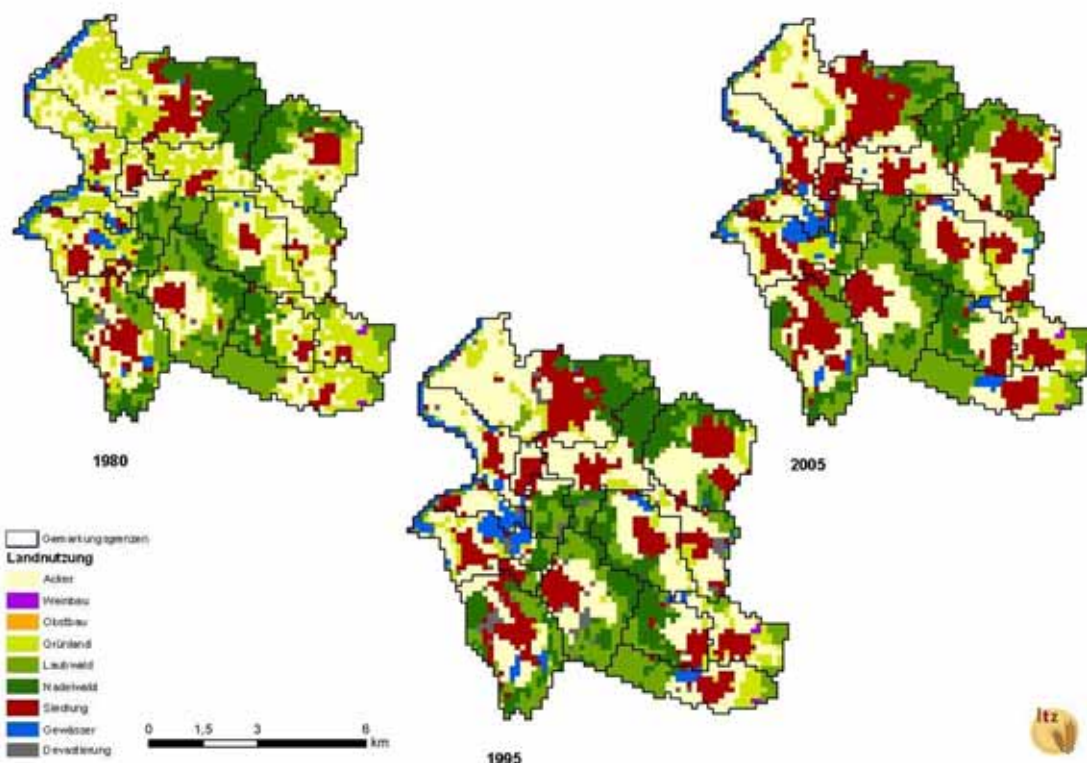 1980
2005
1995
Gemarkungsgrenzen
Landnutzung
Acker
Weinbau
Obstbau
Grünland
Laubwald
Nadelwald
Siedlung
Gewässer
Devastierung
0 1,5 3 6
km
ltz